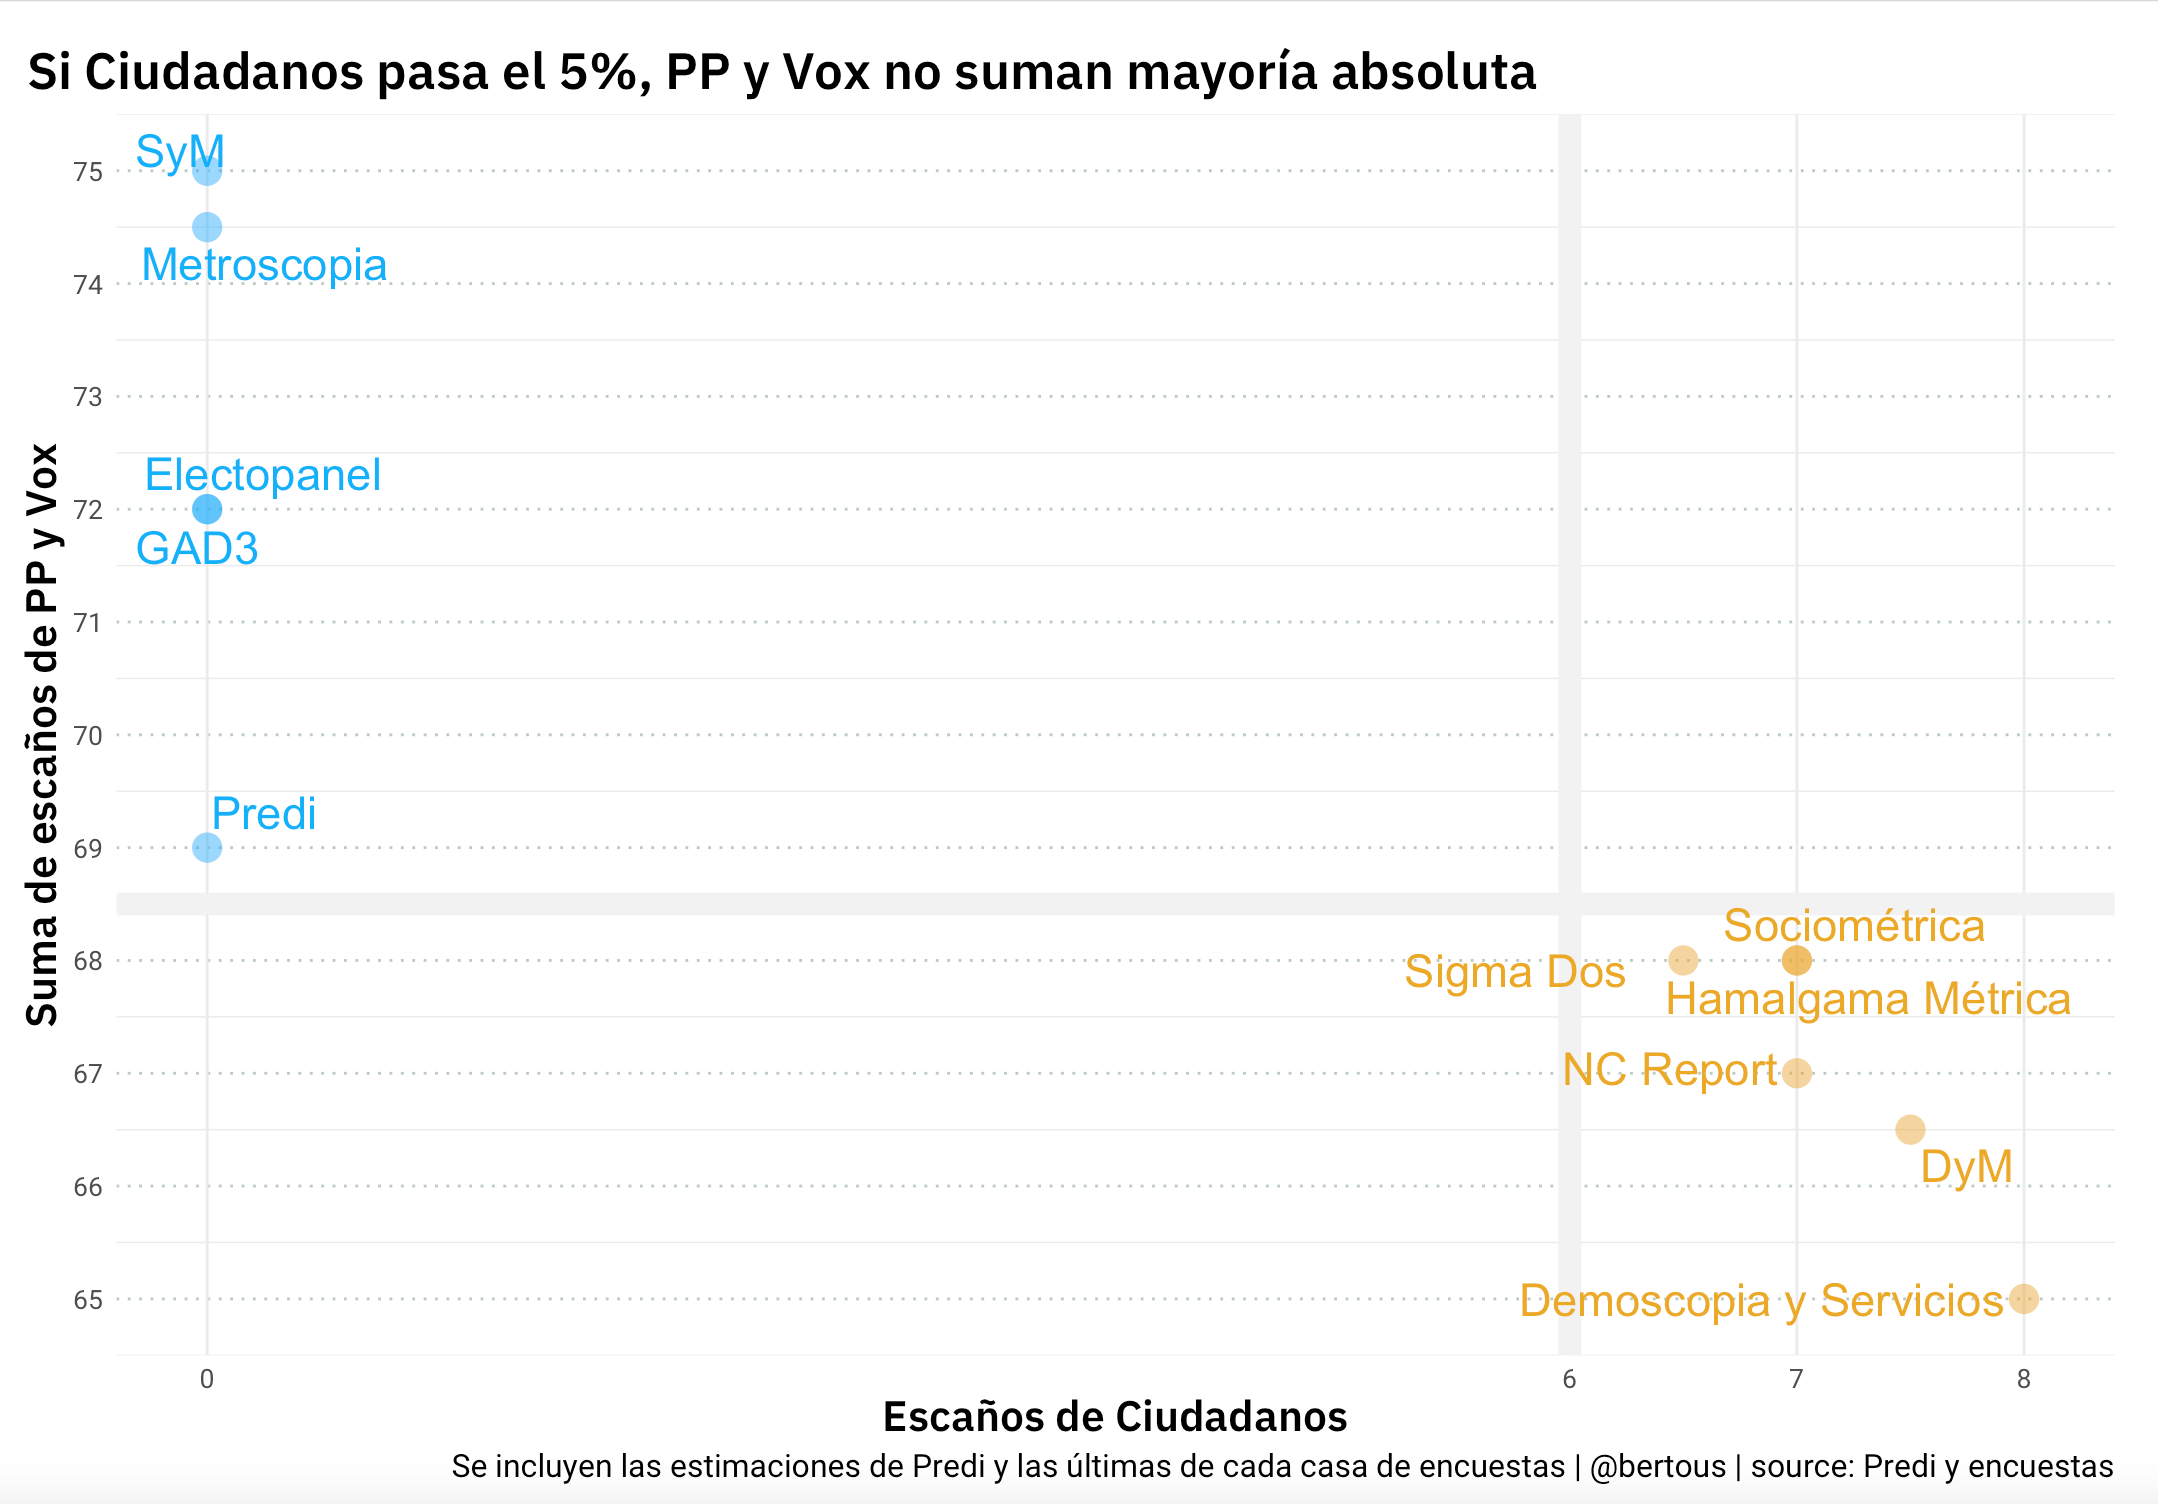 Si Ciudadanos pasa el 5%, PP y Vox no suman mayoría absoluta
Suma de escaños de PP y Vox
75
74
73
72
71
70
69
68
67
66
65
SyM
Metroscopia
Electopanel
GAD3
Predi
Sociométrica
Sigma Dos
Hamalgama Métrica
NC Report
DyM
Demoscopia y Servicios
0 6 7 8
Escaños de Ciudadanos
Se incluyen las estimaciones de Predi y las últimas de cada casa de encuestas | @bertous | source: Predi y encuestas